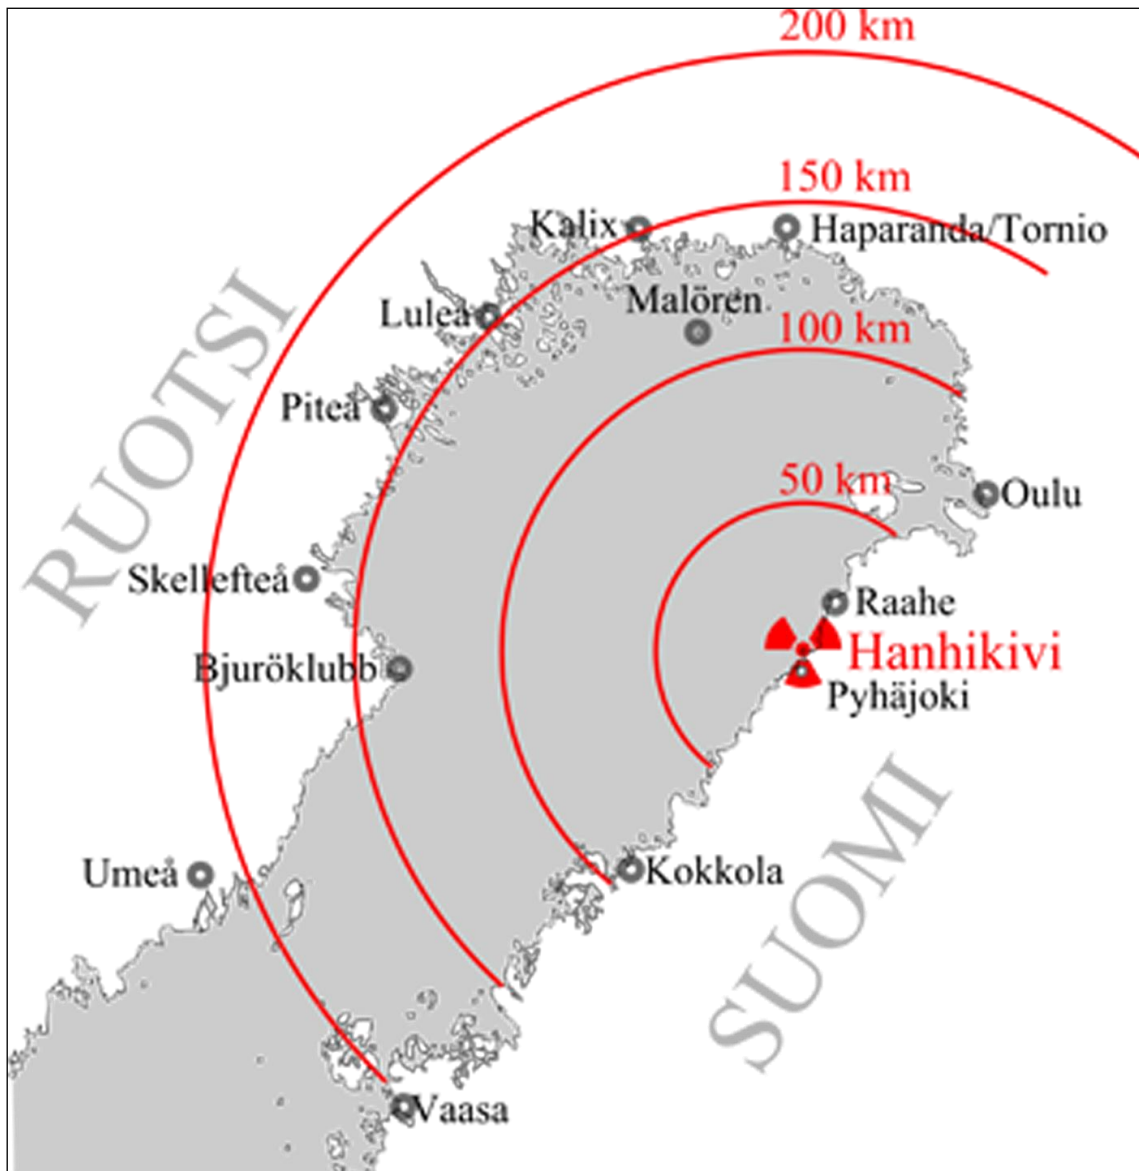 200 km
150 km
Kalix
Haparanda/Tornio
Malören
Luleå
100 km
RUOTSI
Piteå
50 km
Oulu
Skellefteå
Raahe
Hanhikivi
Bjuröklubb
Pyhäjoki
Umeå
Kokkola
SUOMI
Vaasa